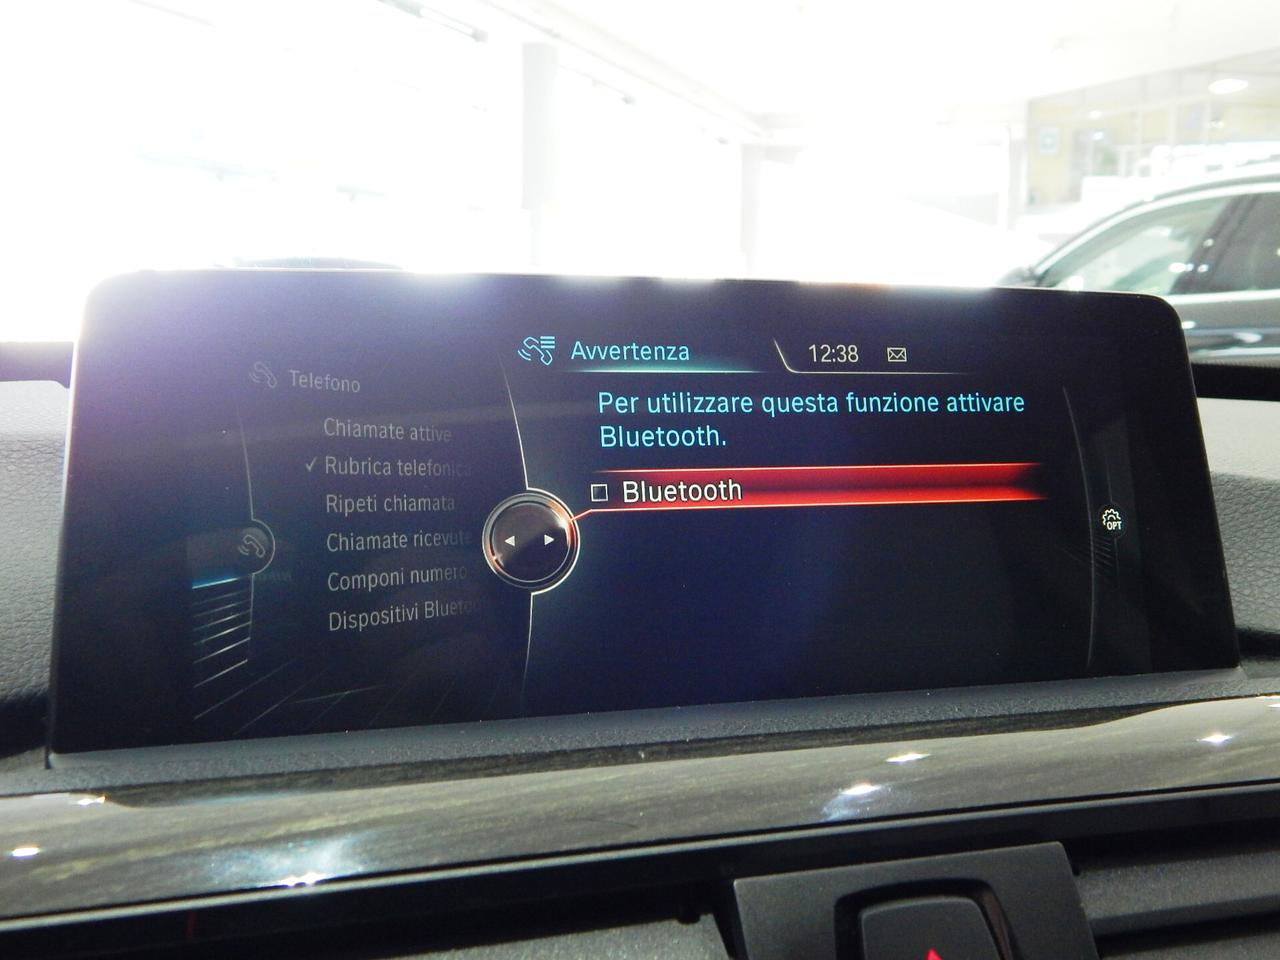 Avvertenza
12:38
Per utilizzare questa funzione attivare
Bluetooth.
Bluetooth
Telefono
Chiamate attive
Rubrica telefonica
Ripeti chiamata
Chiamate ricevute
Componi numero
Dispositivi Bluetoo
OPT